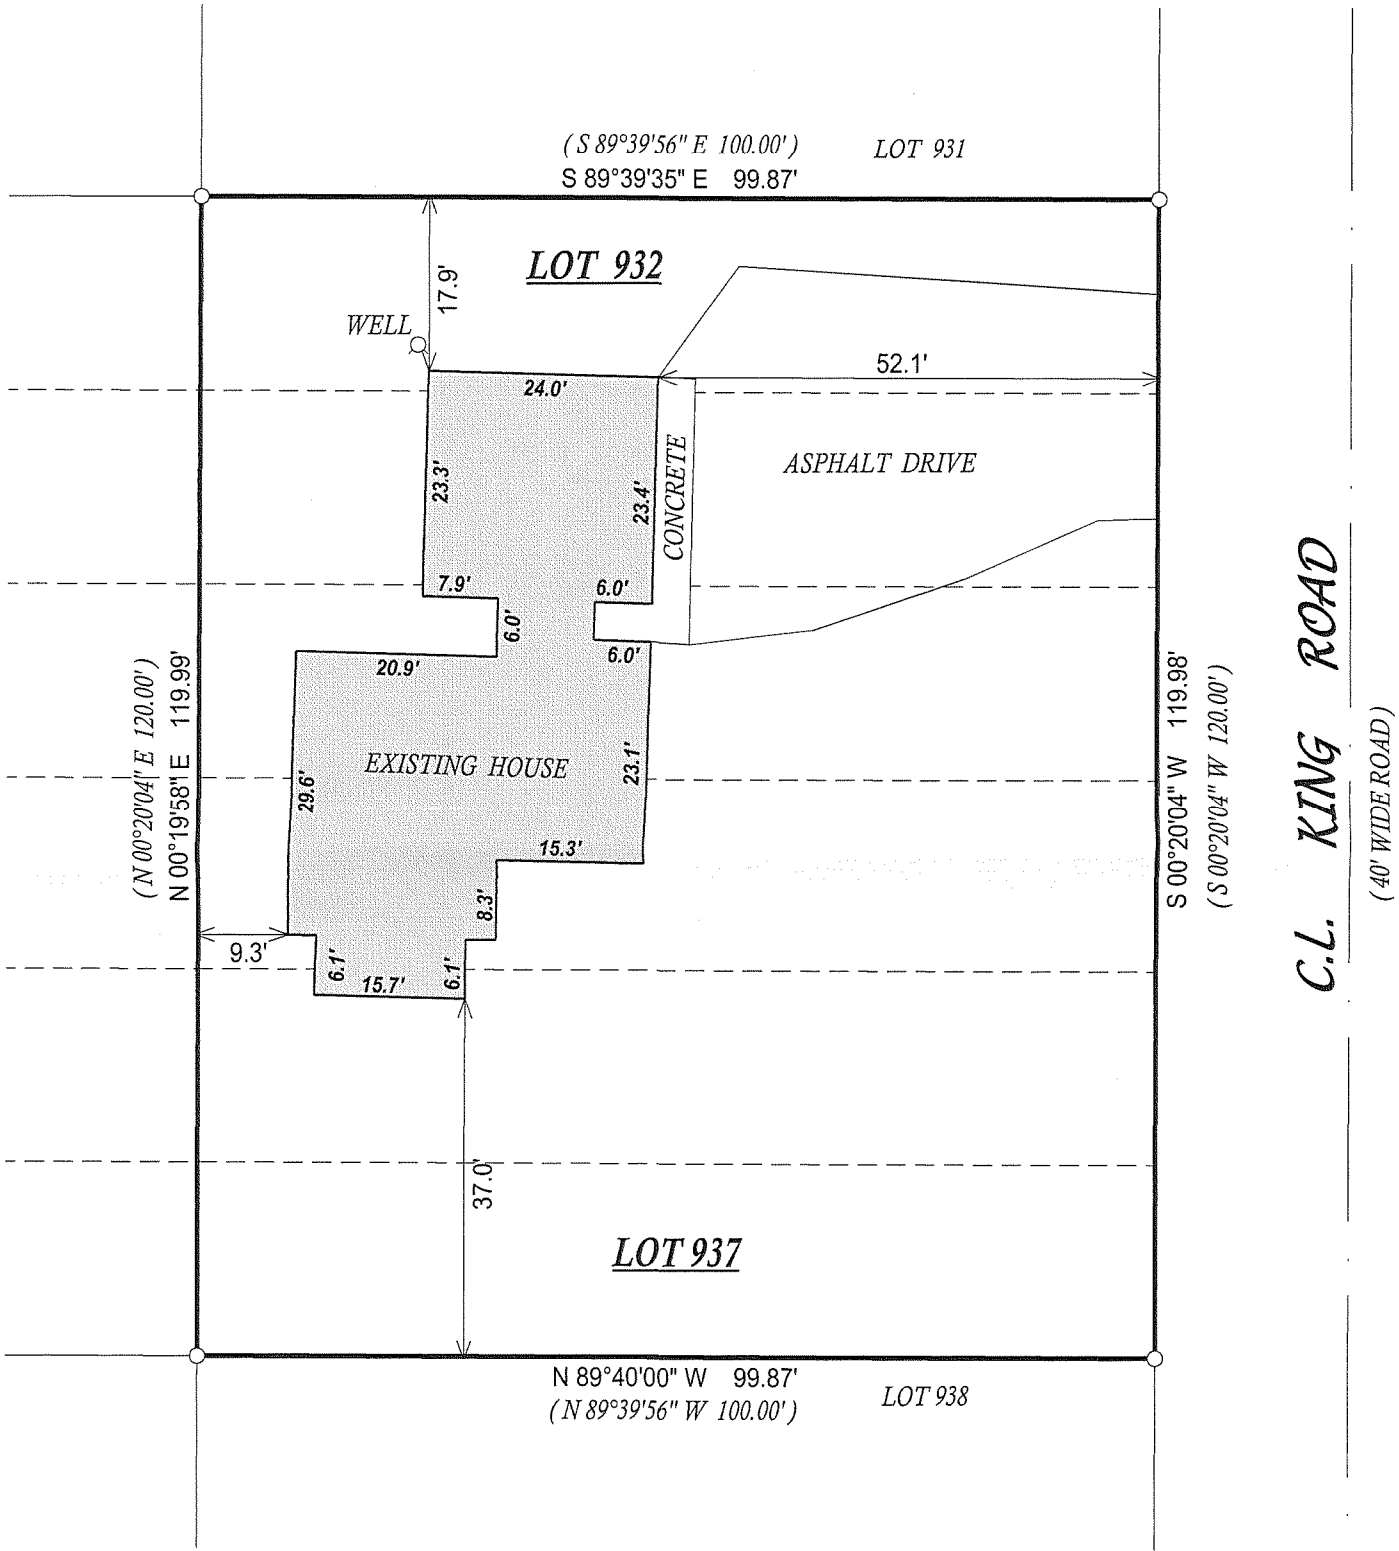 ( S 89°39'56" E 100.00' )
LOT 931
S 89°39'35" E 99.87'
LOT 932
17.9'
WELL
52.1'
24.0'
23.3'
23.4'
CONCRETE
ASPHALT DRIVE
7.9'
6.0'
6.0'
6.0'
20.9'
EXISTING HOUSE
29.6'
23.1'
15.3'
8.3'
9.3'
6.1'
15.7'
6.1'
37.0'
LOT 937
( N 00°20'04" E 120.00' )
N 00°19'58" E 119.99'
S 00°20'04" W 119.98'
( S 00°20'04" W 120.00' )
C.L. KING ROAD
( 40' WIDE ROAD )
N 89°40'00" W 99.87'
( N 89°39'56" W 100.00' )
LOT 938